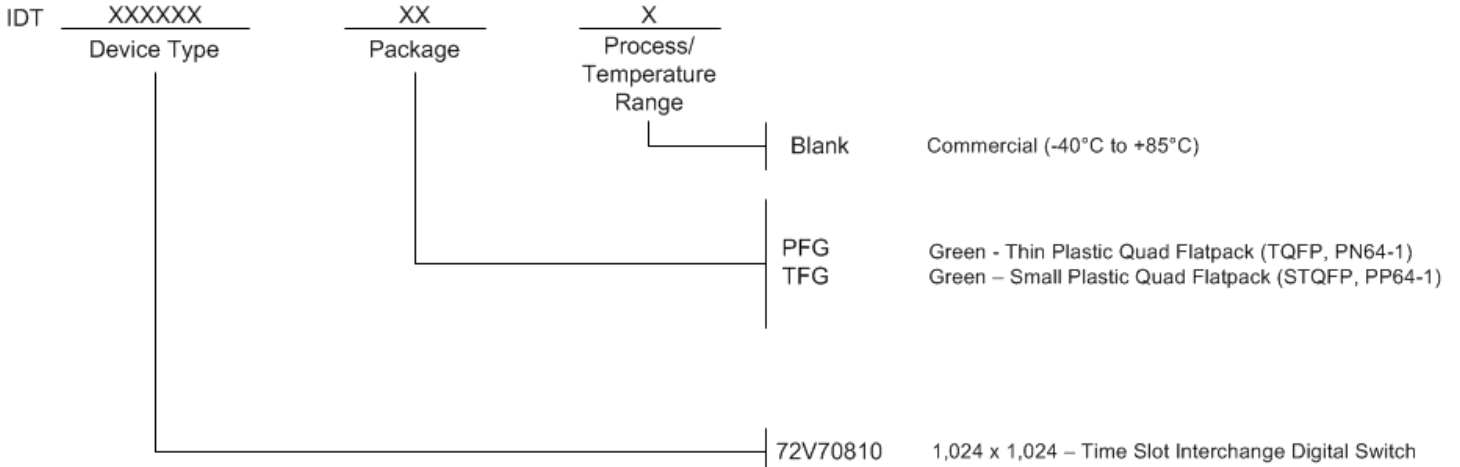 IDT XXXXXX XX X
Device Type Package Process/
Temperature
Range
Blank Commercial (-40°C to +85°C)
PFG Green - Thin Plastic Quad Flatpack (TQFP, PN64-1)
TFG Green – Small Plastic Quad Flatpack (STQFP, PP64-1)
72V70810 1,024 x 1,024 – Time Slot Interchange Digital Switch